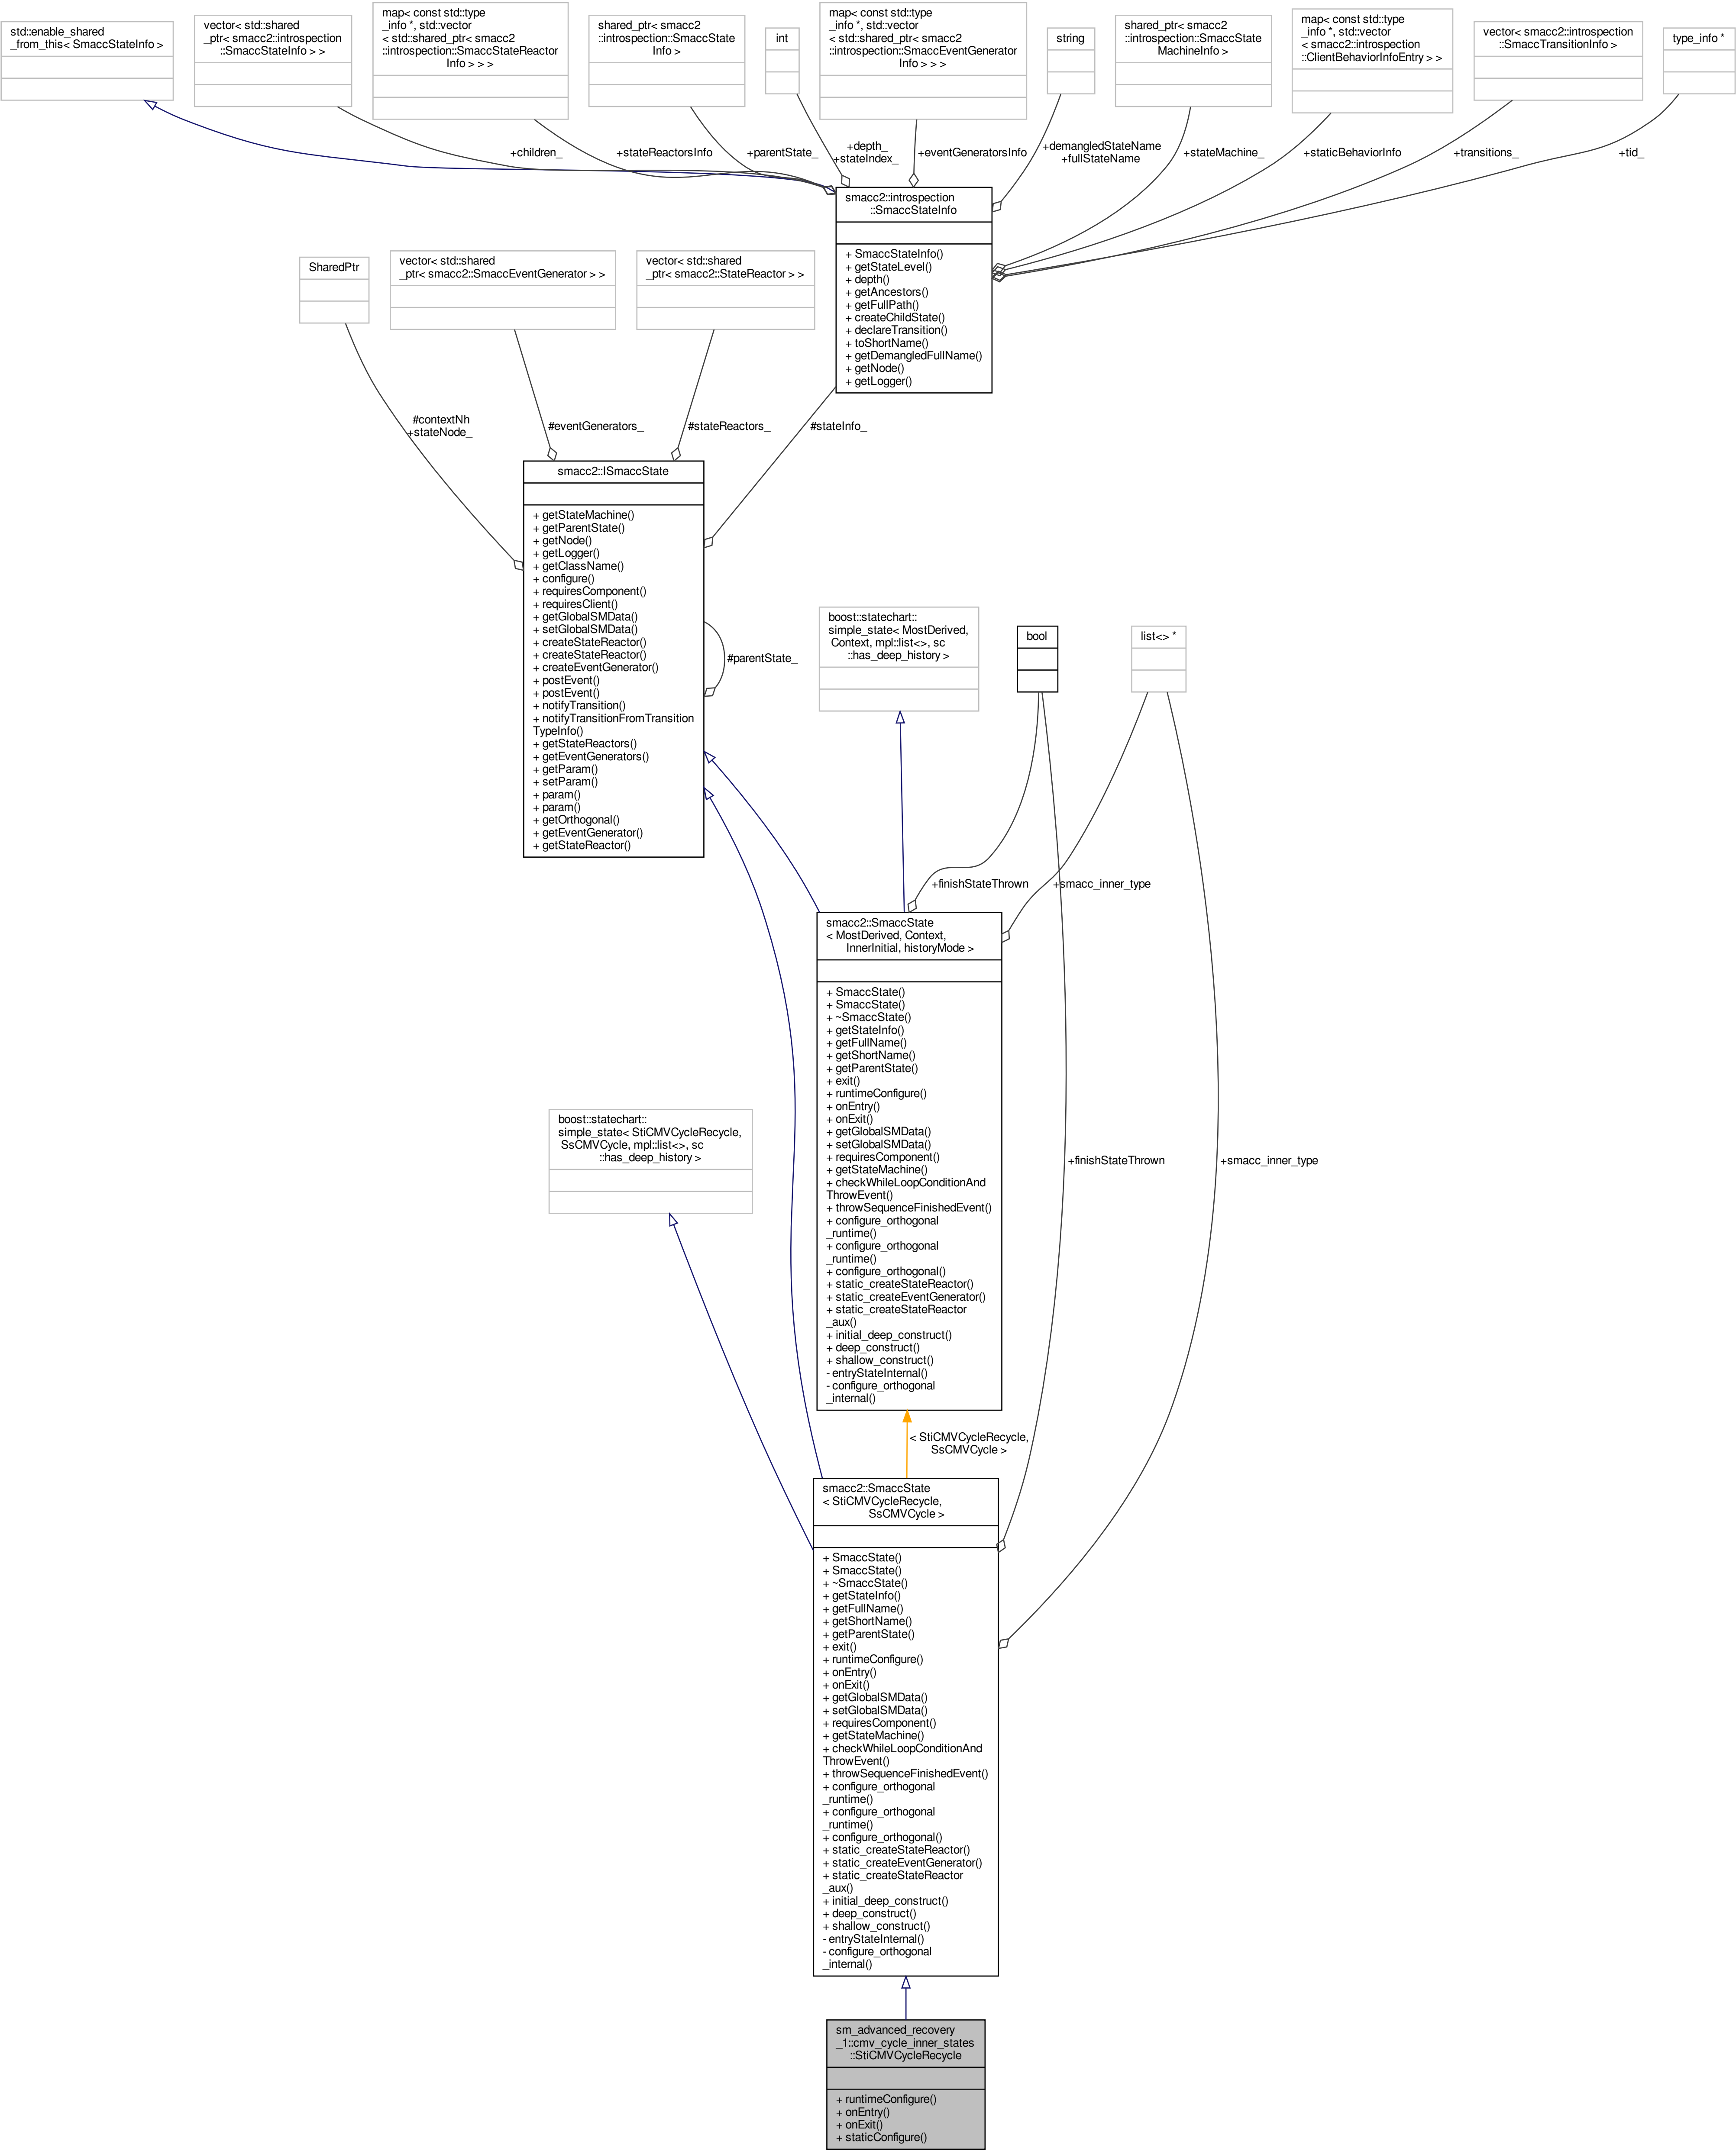 std::enable_shared
_from_this< SmaccStateInfo >
vector< std::shared
_ptr< smacc2::introspection
::SmaccStateInfo > >
map< const std::type
_info *, std::vector
< std::shared_ptr< smacc2
::introspection::SmaccStateReactor
Info > > >
shared_ptr< smacc2
::introspection::SmaccState
Info >
int
map< const std::type
_info *, std::vector
< std::shared_ptr< smacc2
::introspection::SmaccEventGenerator
Info > > >
string
shared_ptr< smacc2
::introspection::SmaccState
MachineInfo >
map< const std::type
_info *, std::vector
< smacc2::introspection
::ClientBehaviorInfoEntry > >
vector< smacc2::introspection
::SmaccTransitionInfo >
type_info *
+children_
+stateReactorsInfo
+parentState_
+depth_
+stateIndex_
+eventGeneratorsInfo
+demangledStateName
+fullStateName
+stateMachine_
+staticBehaviorInfo
+transitions_
+tid_
smacc2::introspection
::SmaccStateInfo
+ SmaccStateInfo()
+ getStateLevel()
+ depth()
+ getAncestors()
+ getFullPath()
+ createChildState()
+ declareTransition()
+ toShortName()
+ getDemangledFullName()
+ getNode()
+ getLogger()
SharedPtr
vector< std::shared
_ptr< smacc2::SmaccEventGenerator > >
vector< std::shared
_ptr< smacc2::StateReactor > >
#contextNh
+stateNode_
#eventGenerators_
#stateReactors_
#stateInfo_
smacc2::ISmaccState
+ getStateMachine()
+ getParentState()
+ getNode()
+ getLogger()
+ getClassName()
+ configure()
+ requiresComponent()
+ requiresClient()
+ getGlobalSMData()
+ setGlobalSMData()
+ createStateReactor()
+ createStateReactor()
+ createEventGenerator()
+ postEvent()
+ postEvent()
+ notifyTransition()
+ notifyTransitionFromTransition
TypeInfo()
+ getStateReactors()
+ getEventGenerators()
+ getParam()
+ setParam()
+ param()
+ param()
+ getOrthogonal()
+ getEventGenerator()
+ getStateReactor()
#parentState_
boost::statechart::
simple_state< MostDerived,
Context, mpl::list<>, sc
::has_deep_history >
bool
list<> *
+finishStateThrown
+smacc_inner_type
smacc2::SmaccState
< MostDerived, Context,
InnerInitial, historyMode >
+ SmaccState()
+ SmaccState()
+ ~SmaccState()
+ getStateInfo()
+ getFullName()
+ getShortName()
+ getParentState()
+ exit()
+ runtimeConfigure()
+ onEntry()
+ onExit()
+ getGlobalSMData()
+ setGlobalSMData()
+ requiresComponent()
+ getStateMachine()
+ checkWhileLoopConditionAnd
ThrowEvent()
+ throwSequenceFinishedEvent()
+ configure_orthogonal
_runtime()
+ configure_orthogonal
_runtime()
+ configure_orthogonal()
+ static_createStateReactor()
+ static_createEventGenerator()
+ static_createStateReactor
_aux()
+ initial_deep_construct()
+ deep_construct()
+ shallow_construct()
- entryStateInternal()
- configure_orthogonal
_internal()
boost::statechart::
simple_state< StiCMVCycleRecycle,
SsCMVCycle, mpl::list<>, sc
::has_deep_history >
+finishStateThrown
+smacc_inner_type
< StiCMVCycleRecycle,
SsCMVCycle >
smacc2::SmaccState
< StiCMVCycleRecycle,
SsCMVCycle >
+ SmaccState()
+ SmaccState()
+ ~SmaccState()
+ getStateInfo()
+ getFullName()
+ getShortName()
+ getParentState()
+ exit()
+ runtimeConfigure()
+ onEntry()
+ onExit()
+ getGlobalSMData()
+ setGlobalSMData()
+ requiresComponent()
+ getStateMachine()
+ checkWhileLoopConditionAnd
ThrowEvent()
+ throwSequenceFinishedEvent()
+ configure_orthogonal
_runtime()
+ configure_orthogonal
_runtime()
+ configure_orthogonal()
+ static_createStateReactor()
+ static_createEventGenerator()
+ static_createStateReactor
_aux()
+ initial_deep_construct()
+ deep_construct()
+ shallow_construct()
- entryStateInternal()
- configure_orthogonal
_internal()
sm_advanced_recovery
_1::cmv_cycle_inner_states
::StiCMVCycleRecycle
+ runtimeConfigure()
+ onEntry()
+ onExit()
+ staticConfigure()